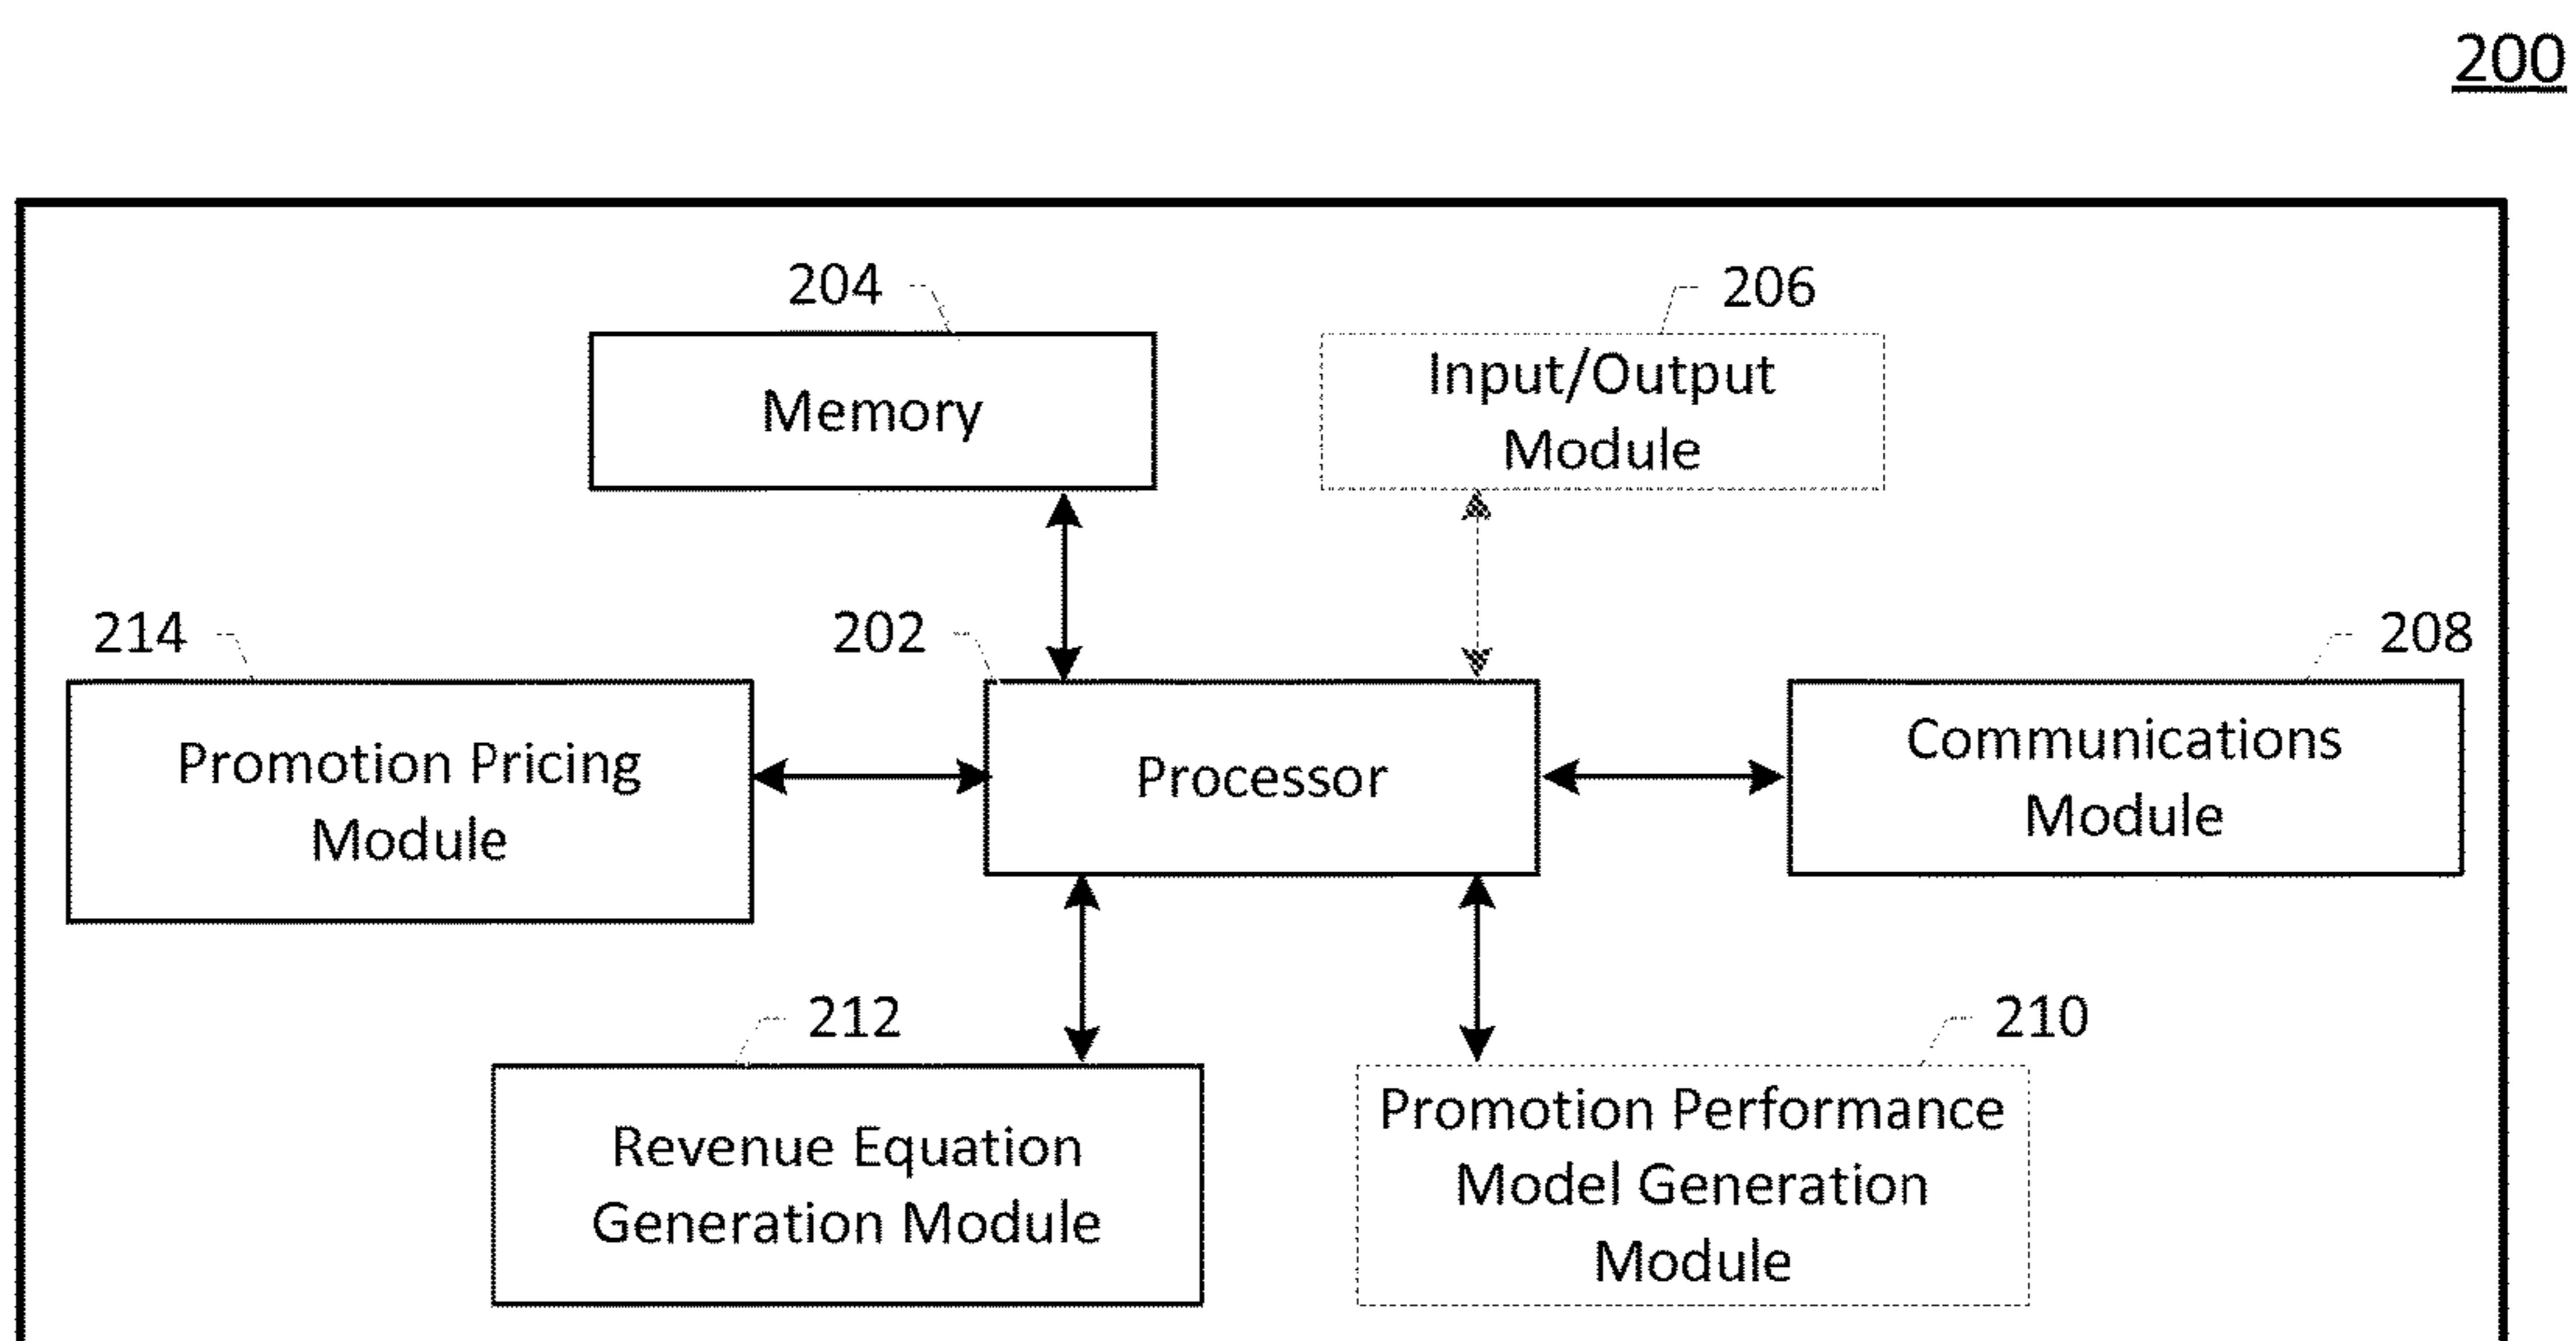 200
204
206
Memory
Input/Output
Module
214
202
208
Promotion Pricing
Module
Processor
Communications
Module
212
210
Revenue Equation
Generation Module
Promotion Performance
Model Generation
Module